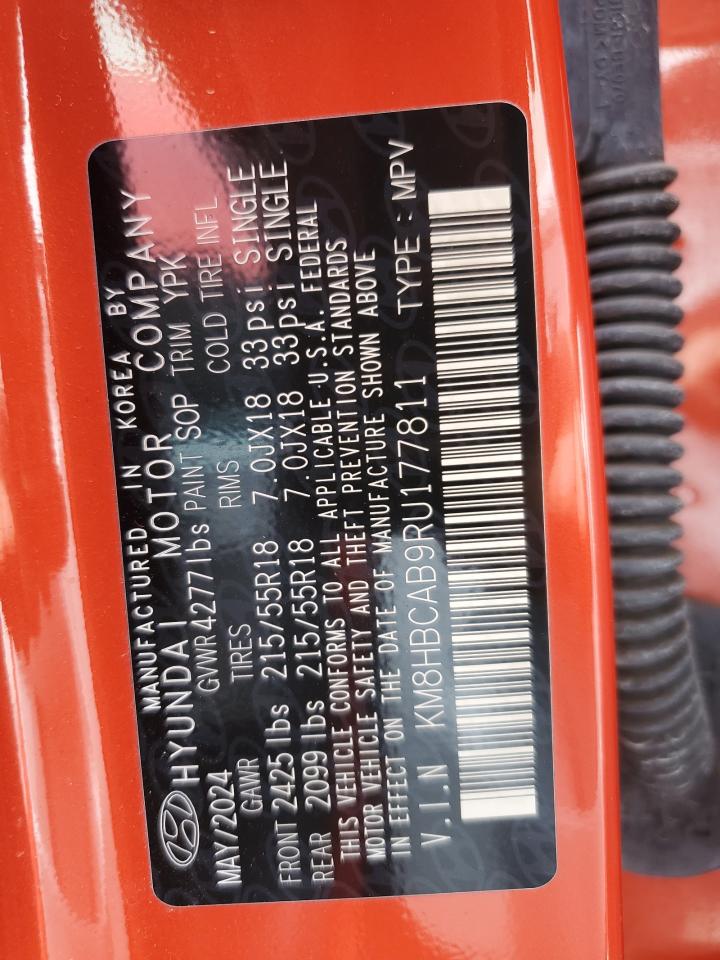 MANUFACTURED IN KOREA BY
HYUNDAI MOTOR COMPANY
MAY/2024 GVWR 4277 lbs PAINT SOP TRIM YPK
GAWR TIRES RIMS COLD TIRE INFL
FRONT 2425 lbs 215/55R18 7.0JX18 33psi SINGLE
REAR 2099 lbs 215/55R18 7.0JX18 33psi SINGLE
THIS VEHICLE CONFORMS TO ALL APPLICABLE U.S.A. FEDERAL
MOTOR VEHICLE SAFETY AND THEFT PREVENTION STANDARDS
IN EFFECT ON THE DATE OF MANUFACTURE SHOWN ABOVE
V.I.N KM8HBCAB9RU177811 TYPE : MPV